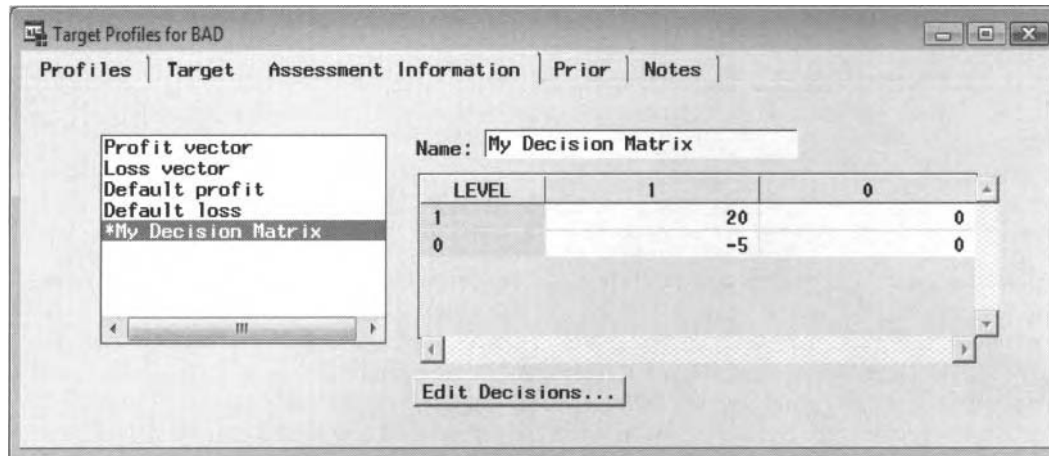 Target Profiles for BAD
Profiles Target Assessment Information Prior Notes
Profit vector
Loss vector
Default profit
Default loss
*My Decision Matrix
Name: My Decision Matrix
LEVEL 1 0
1 20 0
0 -5 0
Edit Decisions...